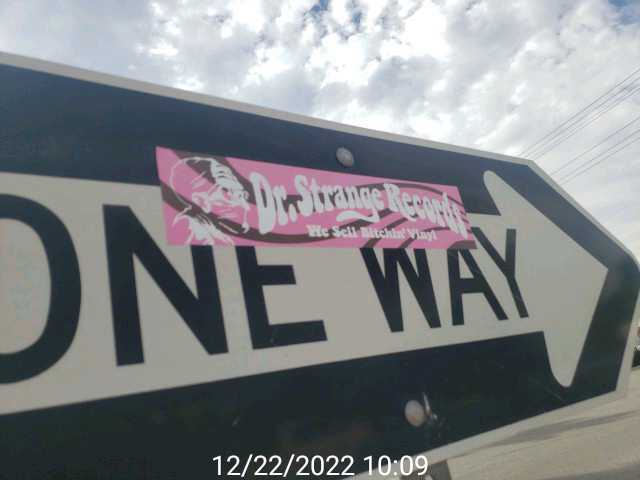 Dr. Strange Records
We Sell Bitchin' Vinyl
ONE WAY
12/22/2022 10:09